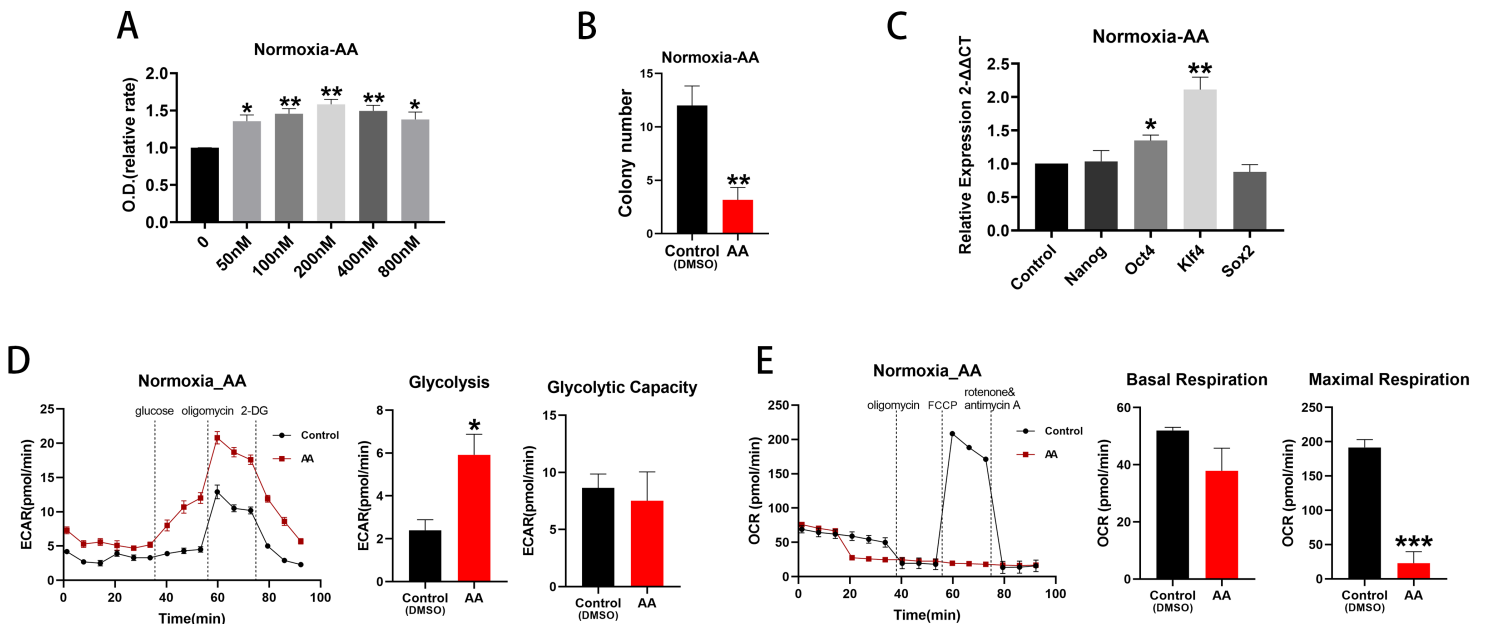 A
Normoxia-AA
O.D.(relative rate)
2.0
1.5
1.0
0.5
0.0
*
**
**
**
*
0
50nM
100nM
200nM
400nM
800nM
B
Normoxia-AA
Colony number
15
10
5
0
**
Control
(DMSO)
AA
C
Normoxia-AA
Relative Expression 2-ΔΔCT
2.5
2.0
1.5
1.0
0.5
0.0
*
**
Control
Nanog
Oct4
Klf4
Sox2
D
Normoxia_AA
glucose
oligomycin
2-DG
ECAR(pmol/min)
25
20
15
10
5
0
0
20
40
60
80
100
Time(min)
Control
AA
Glycolysis
ECAR(pmol/min)
8
6
4
2
0
*
Control
(DMSO)
AA
Glycolytic Capacity
ECAR(pmol/min)
15
10
5
0
Control
(DMSO)
AA
E
Normoxia_AA
oligomycin
FCCP
rotenone&
antimycin A
OCR (pmol/min)
250
200
150
100
50
0
0
20
40
60
80
100
Time(min)
Control
AA
Basal Respiration
OCR (pmol/min)
60
40
20
0
Control
(DMSO)
AA
Maximal Respiration
OCR (pmol/min)
250
200
150
100
50
0
***
Control
(DMSO)
AA